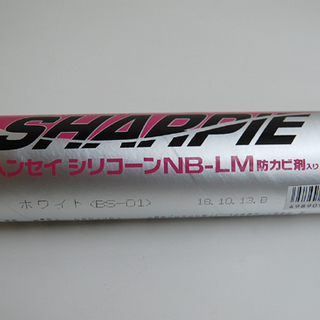 SHARPIE
ヘンセイ シリコーンNB-LM 防カビ剤入り
ホワイト(BS-01) 18.10.13.B